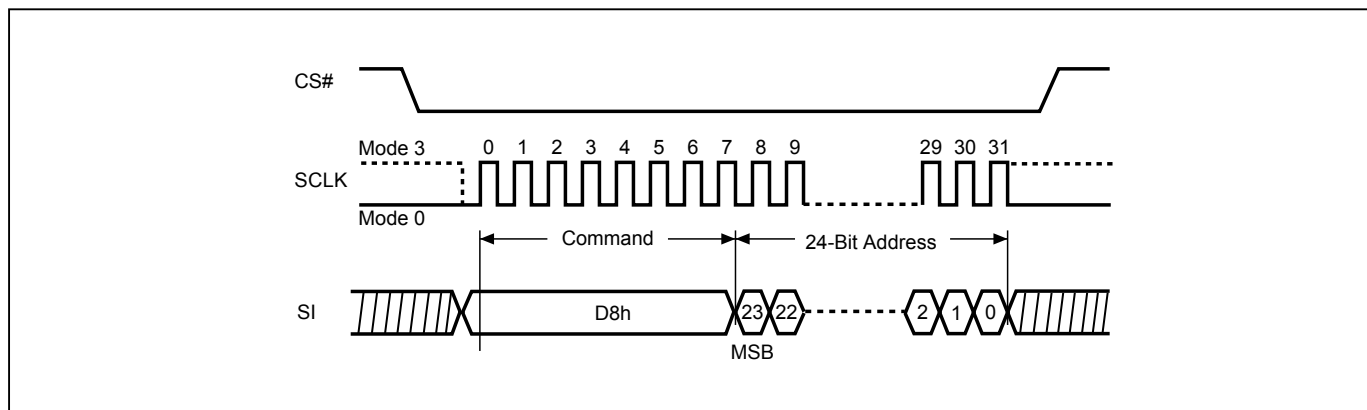 CS#
Mode 3 0 1 2 3 4 5 6 7 8 9 29 30 31
SCLK
Mode 0
Command 24-Bit Address
SI D8h 23 22 2 1 0
MSB